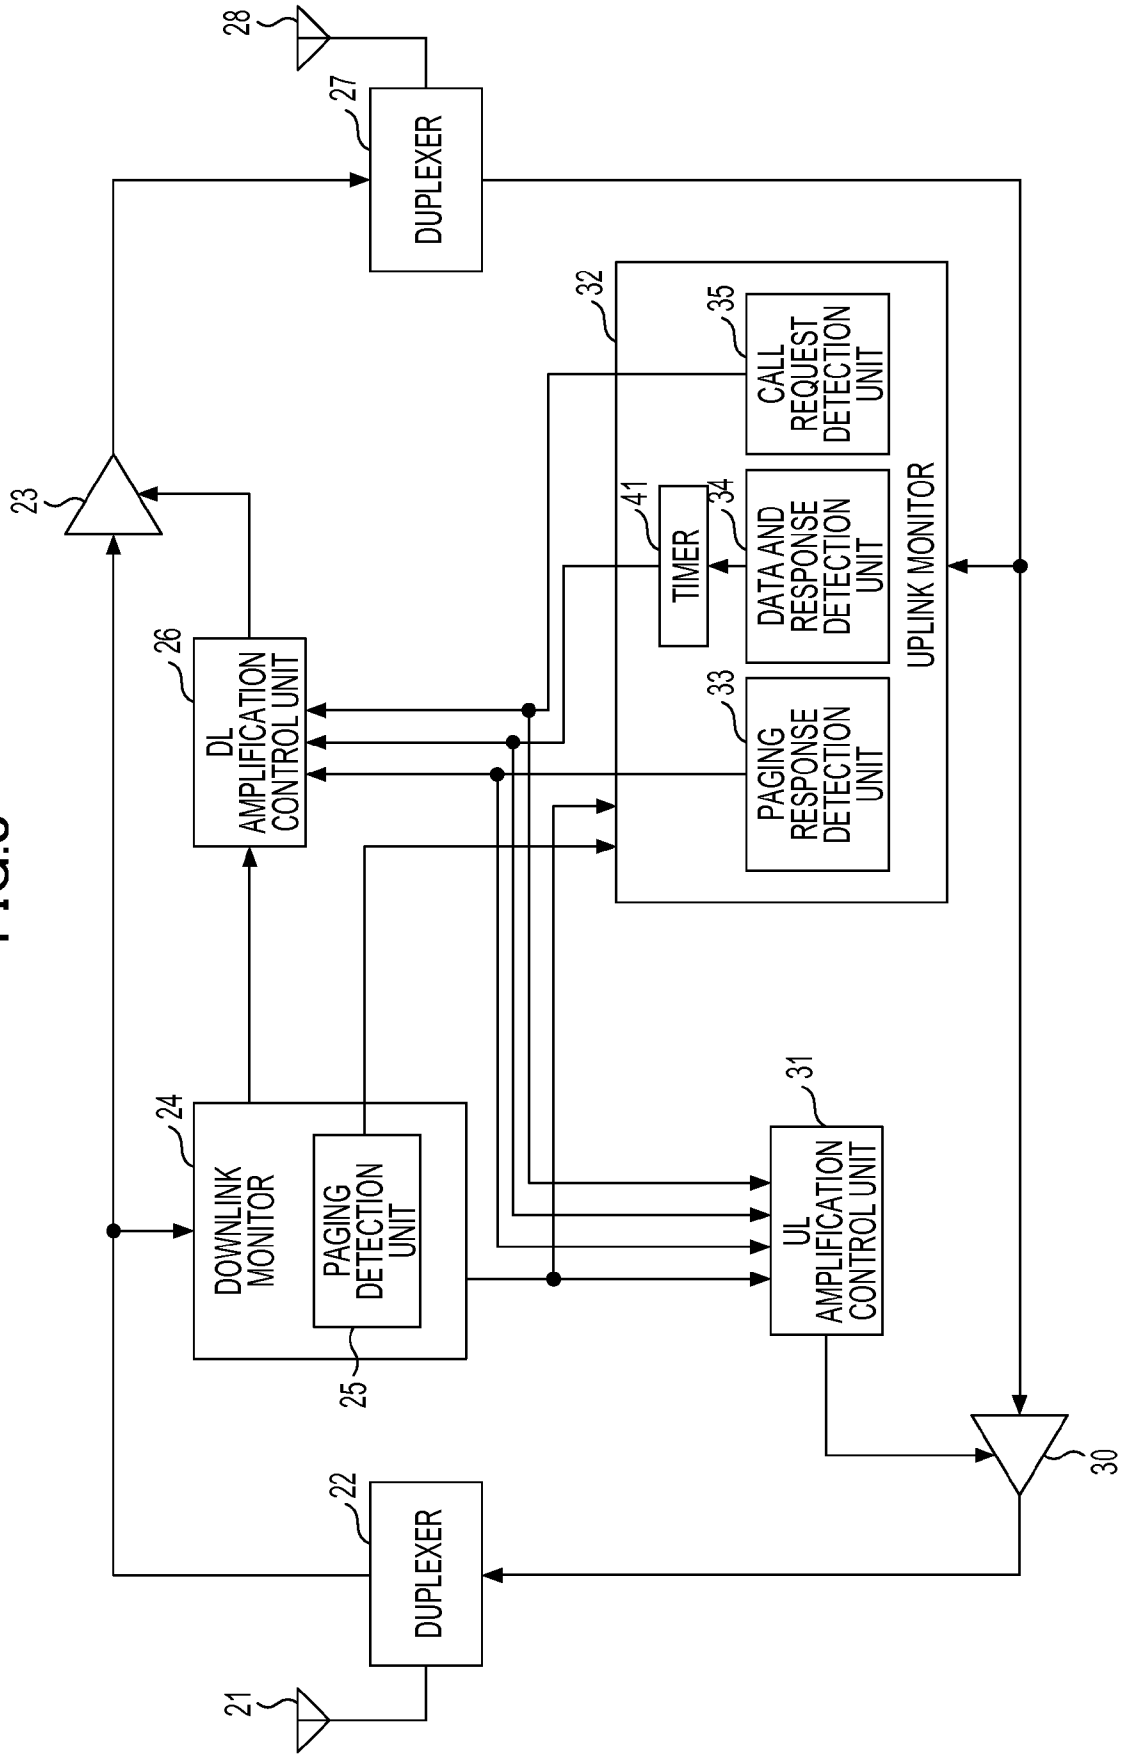 FIG.
23
24
DOWNLINK
MONITOR
PAGING
DETECTION
UNIT
25
26
DL
AMPLIFICATION
CONTROL UNIT
21
22
DUPLEXER
28
27
DUPLEXER
32
41
TIMER
33
PAGING
RESPONSE
DETECTION
UNIT
34
DATA AND
RESPONSE
DETECTION
UNIT
35
CALL
REQUEST
DETECTION
UNIT
UPLINK MONITOR
31
UL
AMPLIFICATION
CONTROL UNIT
30